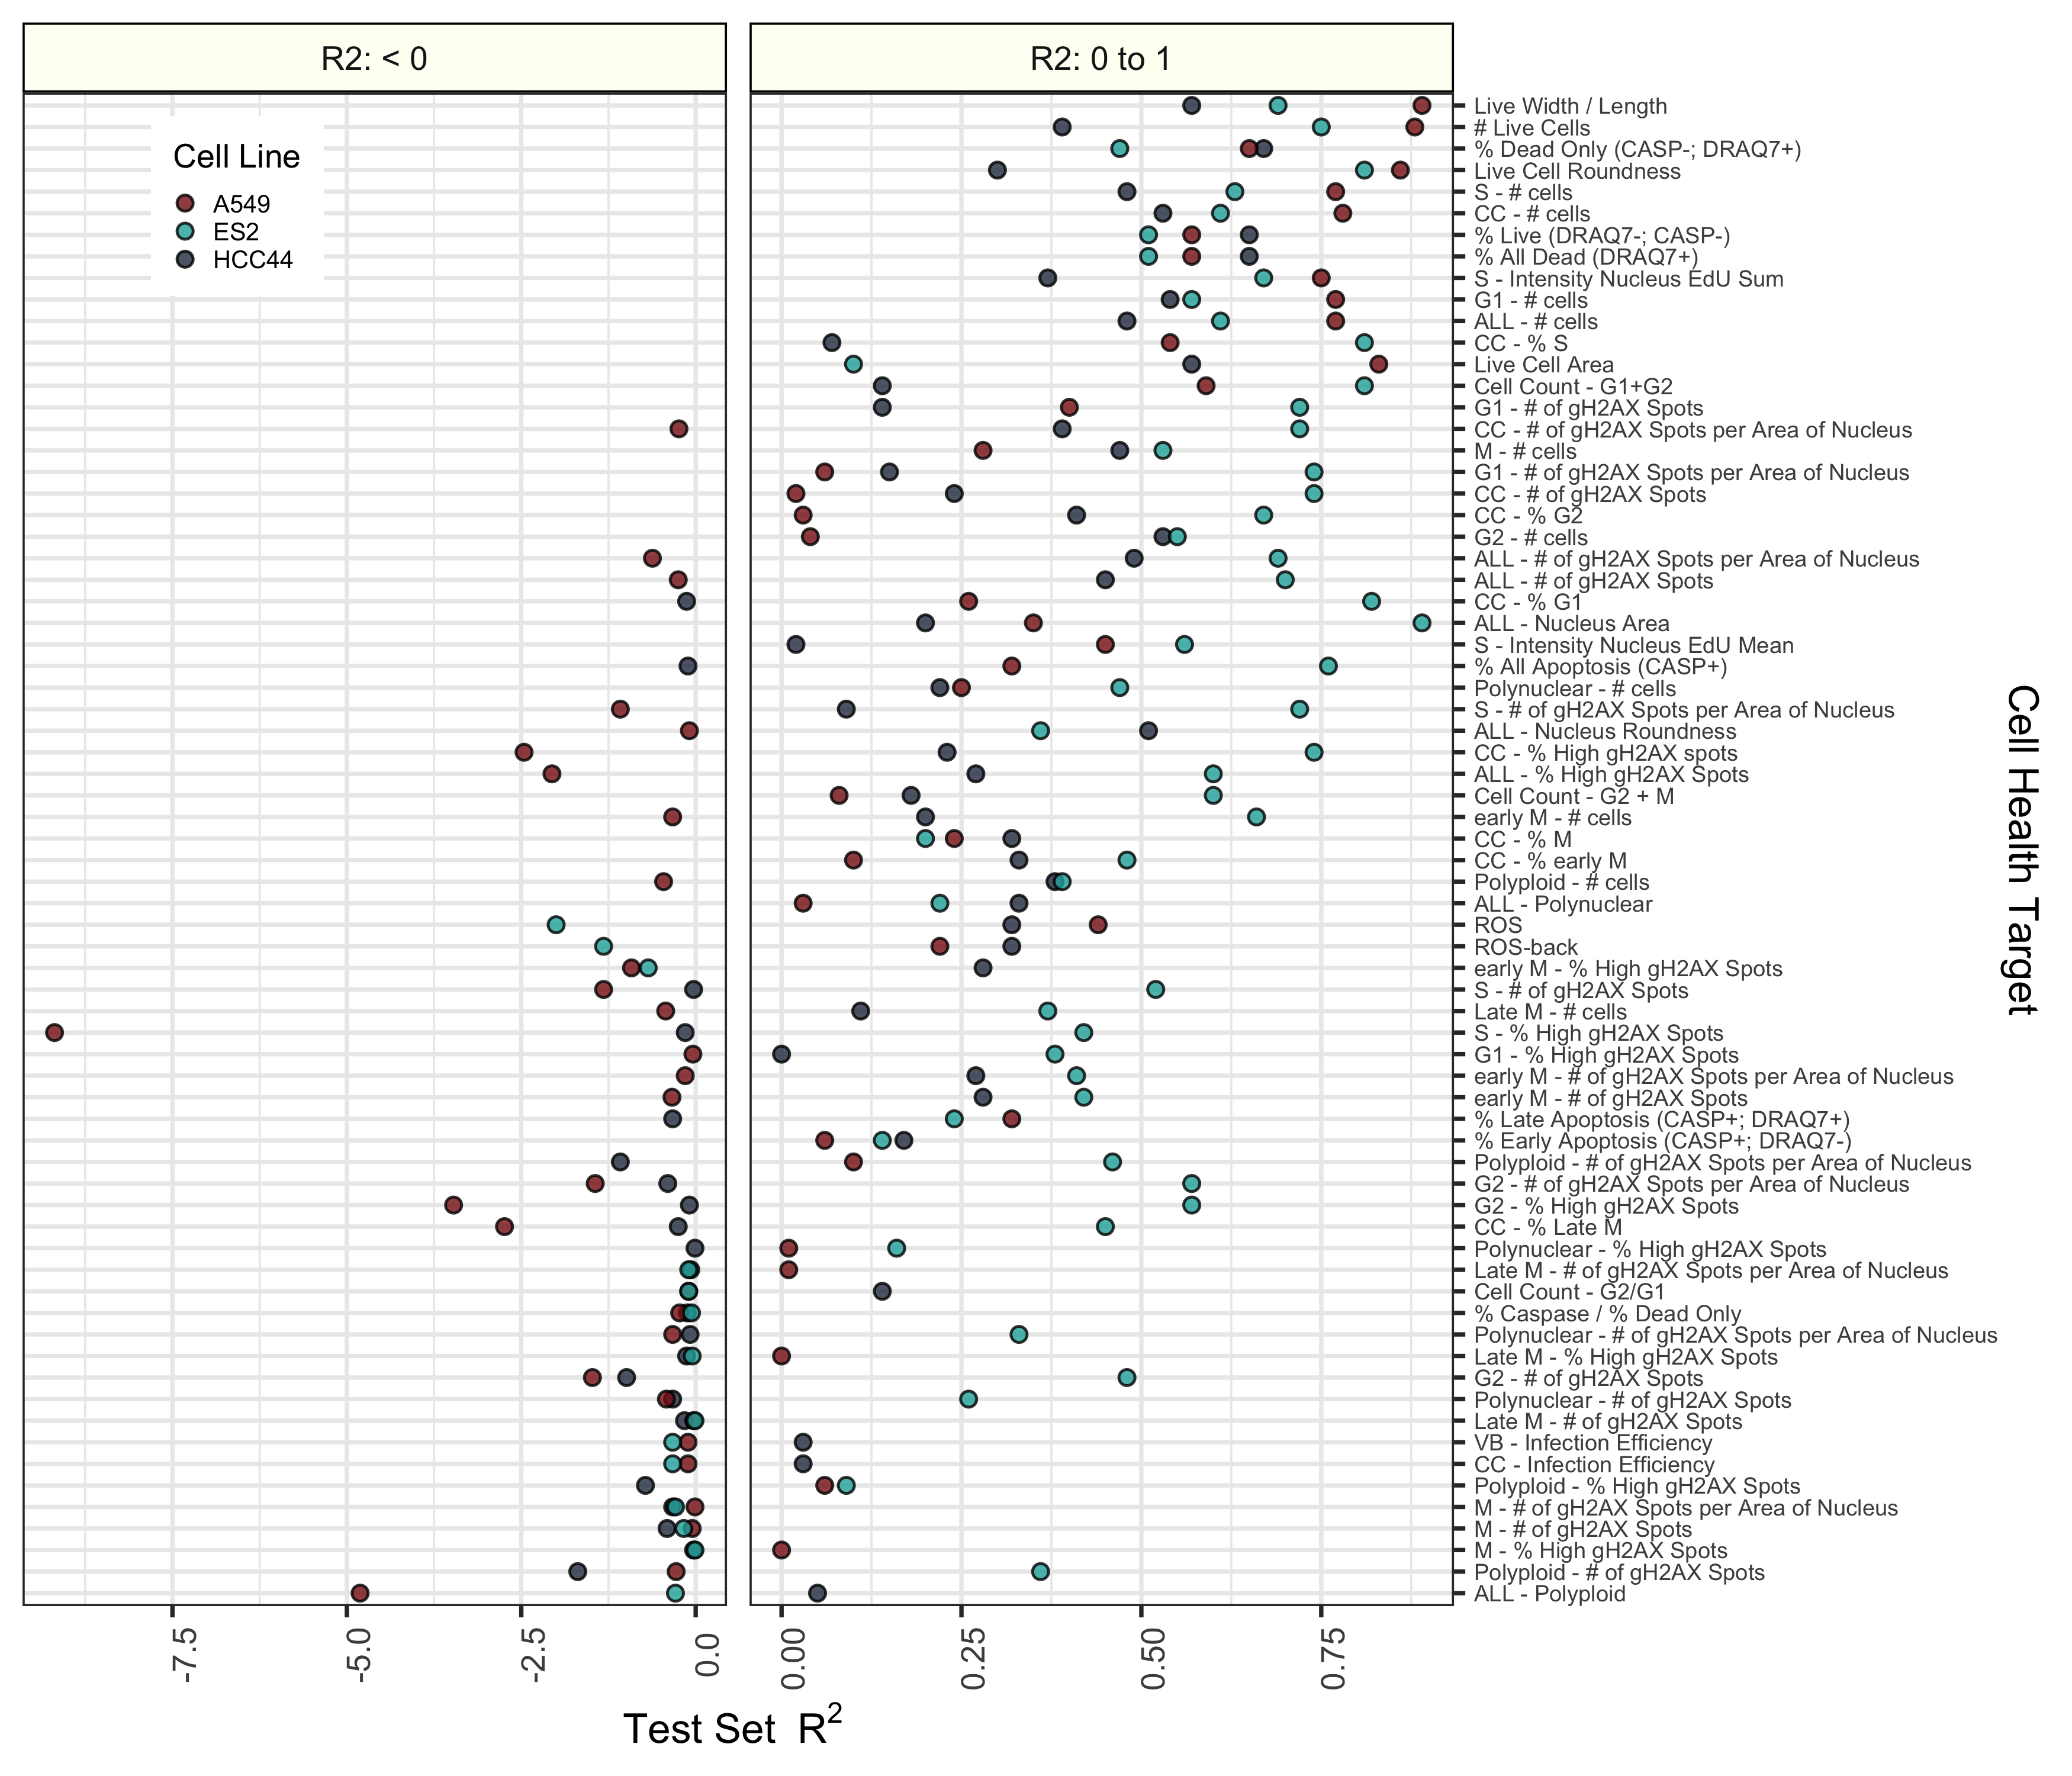 R2: < 0
R2: 0 to 1
Cell Line
A549
ES2
HCC44
Live Width / Length
# Live Cells
% Dead Only (CASP-; DRAQ7+)
Live Cell Roundness
S - # cells
CC - # cells
% Live (DRAQ7-; CASP-)
% All Dead (DRAQ7+)
S - Intensity Nucleus EdU Sum
G1 - # cells
ALL - # cells
CC - % S
Live Cell Area
Cell Count - G1+G2
G1 - # of gH2AX Spots
CC - # of gH2AX Spots per Area of Nucleus
M - # cells
G1 - # of gH2AX Spots per Area of Nucleus
CC - # of gH2AX Spots
CC - % G2
G2 - # cells
ALL - # of gH2AX Spots per Area of Nucleus
ALL - # of gH2AX Spots
CC - % G1
ALL - Nucleus Area
S - Intensity Nucleus EdU Mean
% All Apoptosis (CASP+)
Polynuclear - # cells
S - # of gH2AX Spots per Area of Nucleus
ALL - Nucleus Roundness
CC - % High gH2AX spots
ALL - % High gH2AX Spots
Cell Count - G2 + M
early M - # cells
CC - % M
CC - % early M
Polyploid - # cells
ALL - Polynuclear
ROS
ROS-back
early M - % High gH2AX Spots
S - # of gH2AX Spots
Late M - # cells
S - % High gH2AX Spots
G1 - % High gH2AX Spots
early M - # of gH2AX Spots per Area of Nucleus
early M - # of gH2AX Spots
% Late Apoptosis (CASP+; DRAQ7+)
% Early Apoptosis (CASP+; DRAQ7-)
Polyploid - # of gH2AX Spots per Area of Nucleus
G2 - # of gH2AX Spots per Area of Nucleus
G2 - % High gH2AX Spots
CC - % Late M
Polynuclear - % High gH2AX Spots
Late M - # of gH2AX Spots per Area of Nucleus
Cell Count - G2/G1
% Caspase / % Dead Only
Polynuclear - # of gH2AX Spots per Area of Nucleus
Late M - % High gH2AX Spots
G2 - # of gH2AX Spots
Polynuclear - # of gH2AX Spots
Late M - # of gH2AX Spots
VB - Infection Efficiency
CC - Infection Efficiency
Polyploid - % High gH2AX Spots
M - # of gH2AX Spots per Area of Nucleus
M - # of gH2AX Spots
M - % High gH2AX Spots
Polyploid - # of gH2AX Spots
ALL - Polyploid
Cell Health Target
-7.5
-5.0
-2.5
0.0
0.00
0.25
0.50
0.75
Test Set R²